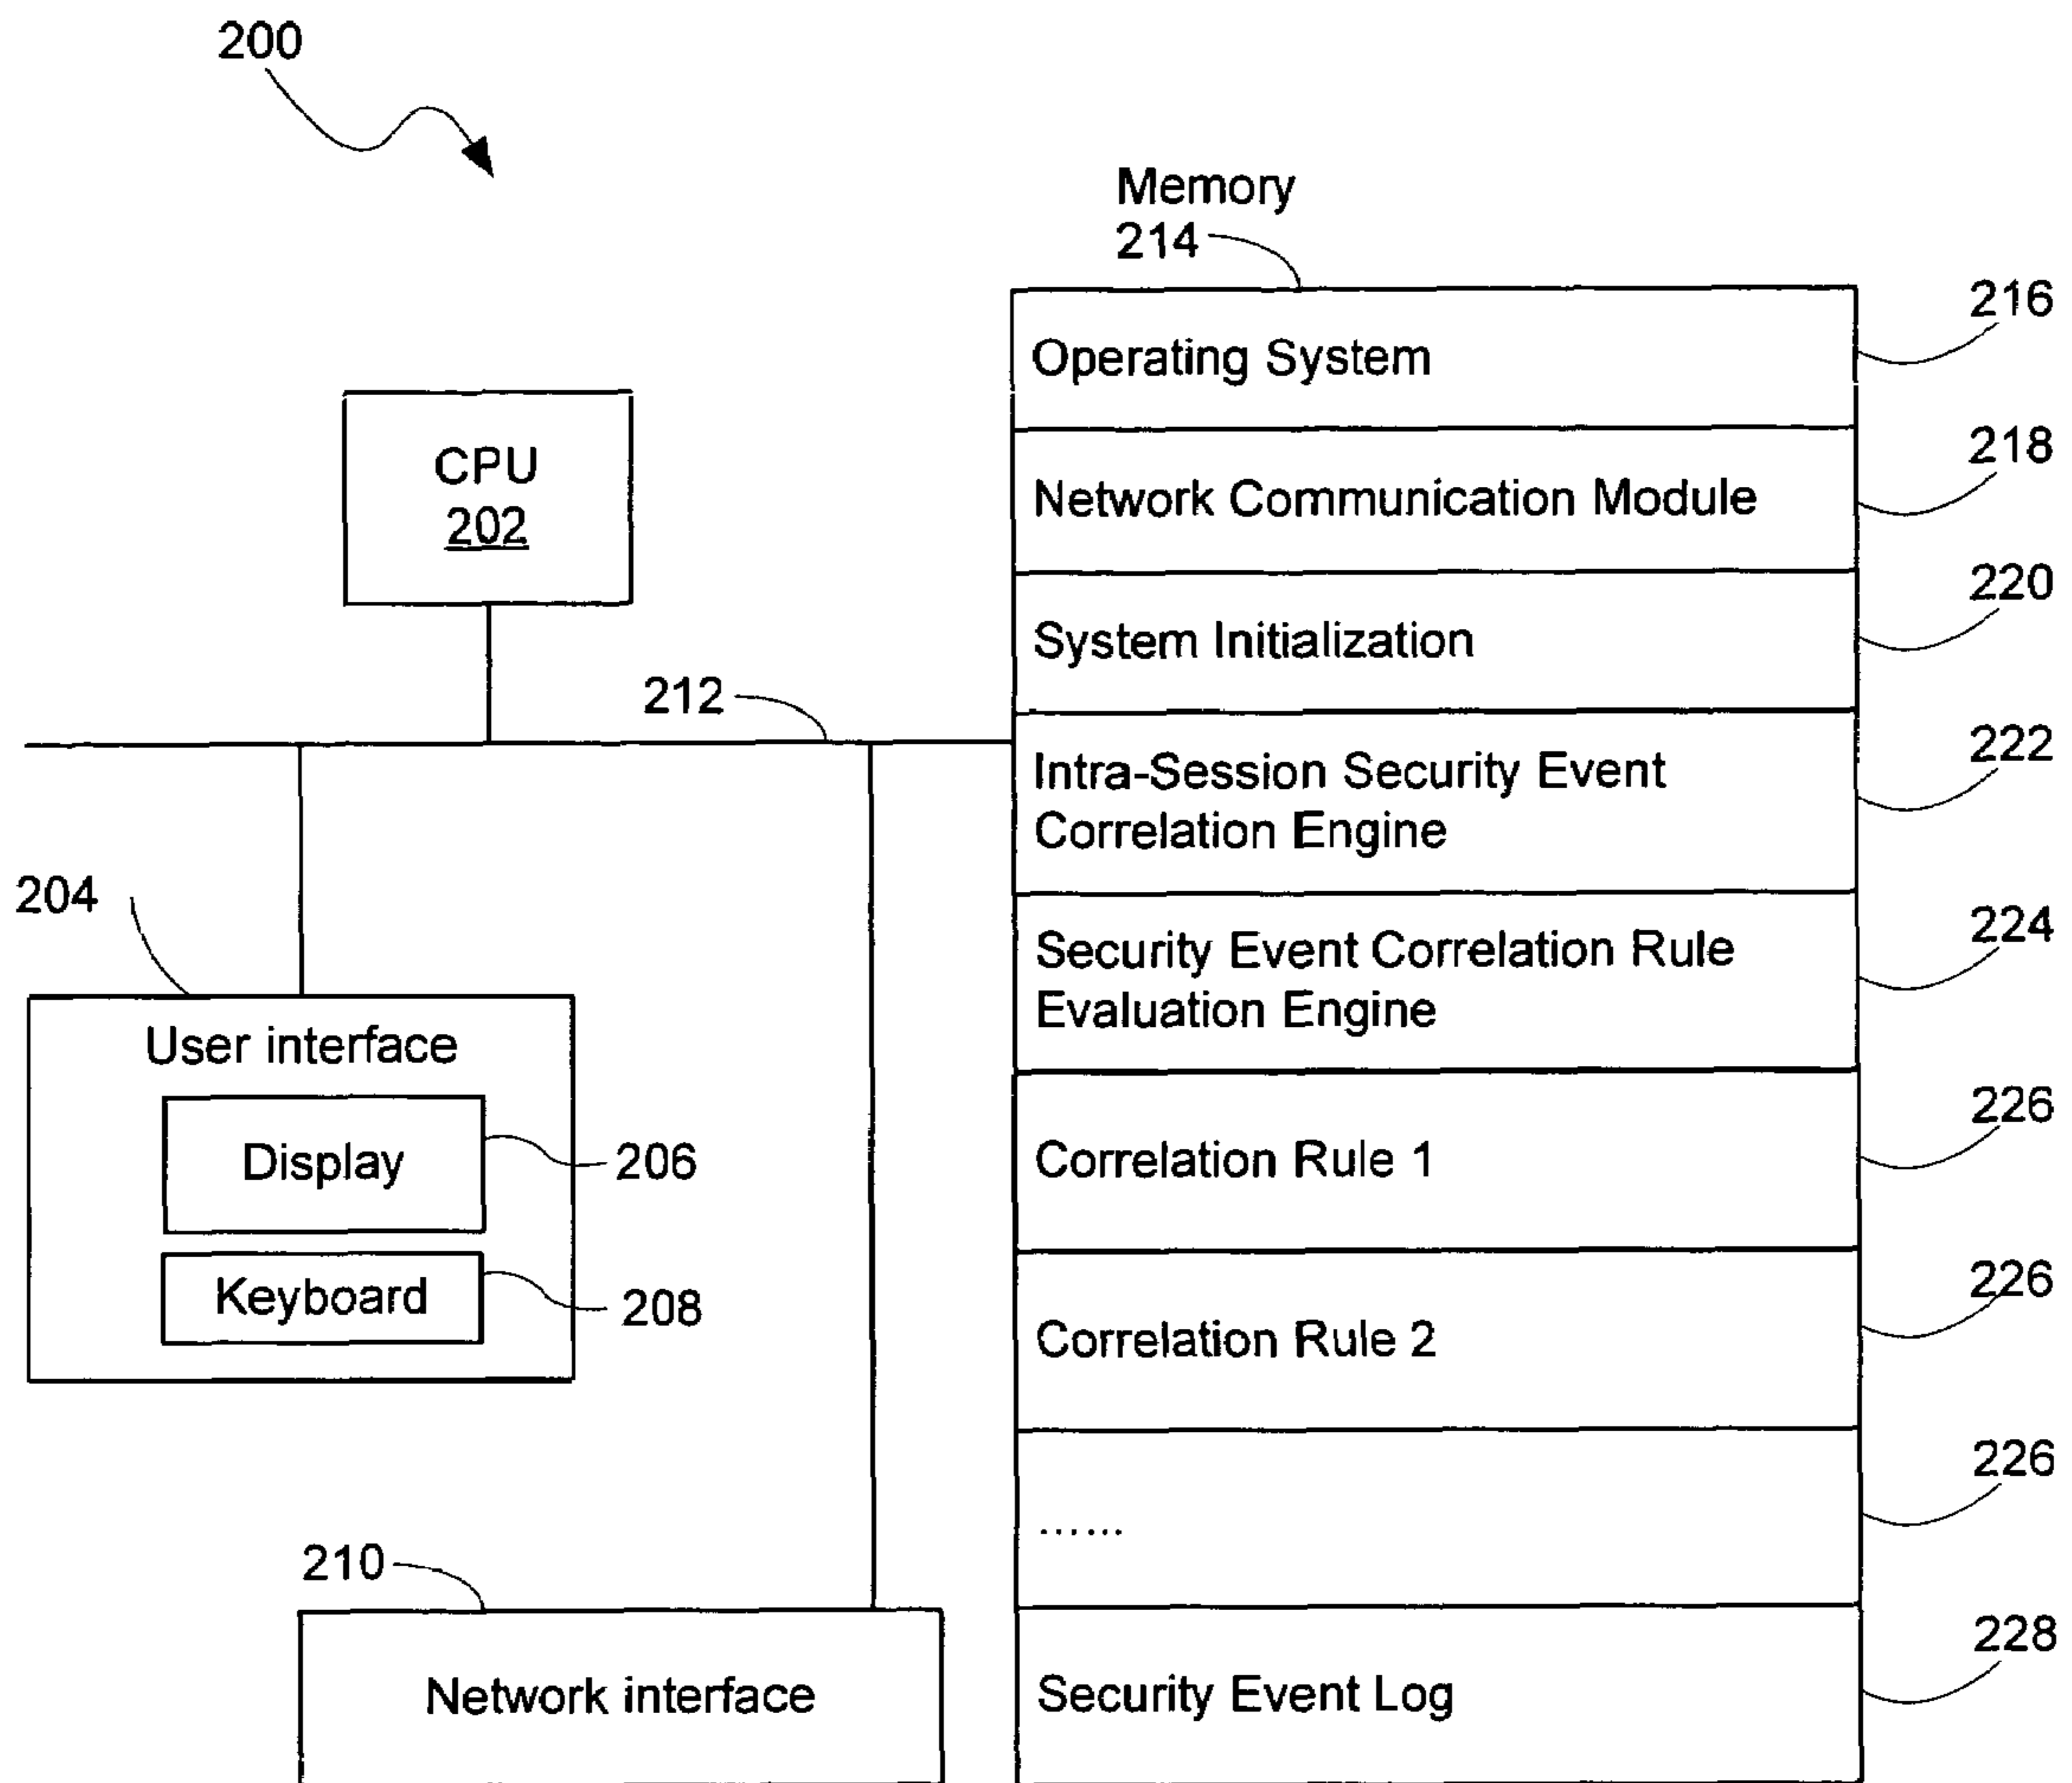 200
Memory
214
216
Operating System
CPU
202
218
Network Communication Module
220
System Initialization
212
222
Intra-Session Security Event
Correlation Engine
204
224
Security Event Correlation Rule
Evaluation Engine
User interface
Display
206
Keyboard
208
226
Correlation Rule 1
226
Correlation Rule 2
226
......
210
Network interface
228
Security Event Log